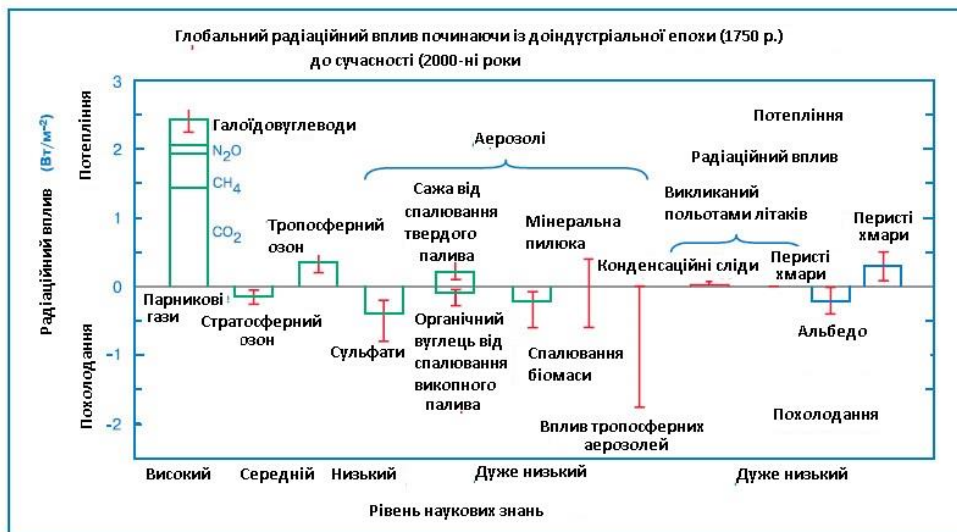 Глобальний радіаційний вплив починаючи із доіндустріальної епохи (1750 р.)
до сучасності (2000-ні роки
Радіаційний вплив (Вт/м⁻²)
Потепління
Похолодання
3
2
1
0
-1
-2
Галоїдовуглеводи
N₂O
CH₄
CO₂
Парникові
гази
Стратосферний
озон
Тропосферний
озон
Сульфати
Аерозолі
Сажа від
спалювання
твердого
палива
Органічний
вуглець від
спалювання
викопного
палива
Мінеральна
пилюка
Спалювання
біомаси
Вплив тропосферних
аерозолей
Потепління
Радіаційний вплив
Викликаний
польотами літаків
Конденсаційні сліди
Перисті
хмари
Альбедо
Перисті
хмари
Похолодання
Високий
Середній
Низький
Дуже низький
Дуже низький
Рівень наукових знань